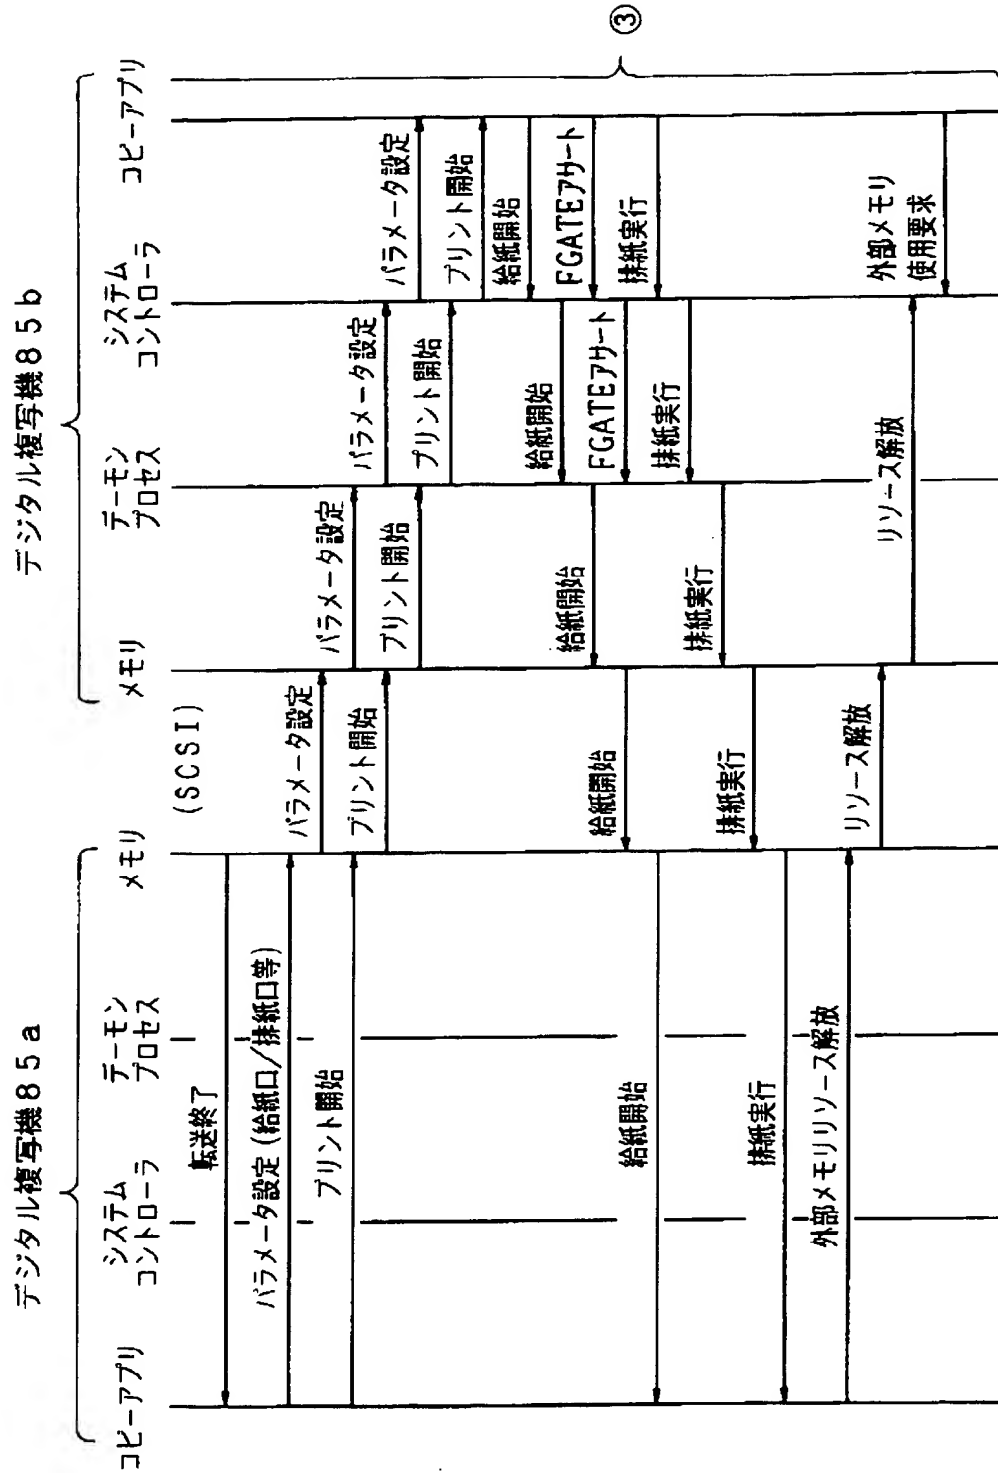 デジタル複写機85a
デジタル複写機85b
コピーアプリ
システム
コントローラ
デーモン
プロセス
メモリ
(SCSI)
メモリ
デーモン
プロセス
システム
コントローラ
コピーアプリ
転送終了
パラメータ設定(給紙口/排紙口等)
パラメータ設定
パラメータ設定
パラメータ設定
パラメータ設定
プリント開始
プリント開始
プリント開始
プリント開始
プリント開始
給紙開始
給紙開始
給紙開始
給紙開始
給紙開始
FGATEアサート
FGATEアサート
排紙実行
排紙実行
排紙実行
排紙実行
排紙実行
外部メモリリソース解放
リソース解放
リソース解放
外部メモリ
使用要求
③